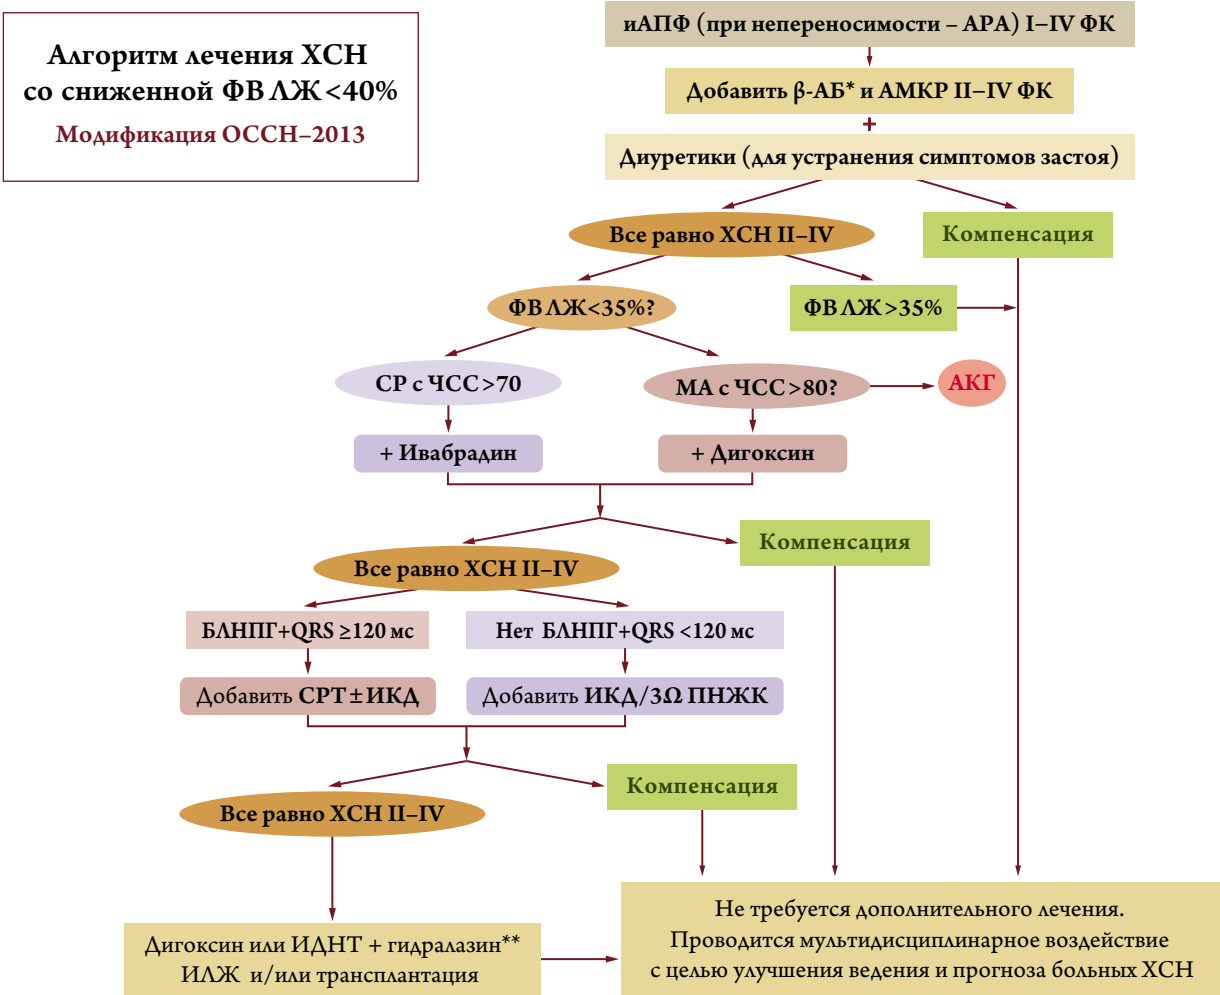 Алгоритм лечения ХСН
со сниженной ФВ ЛЖ <40%
Модификация ОССН–2013
иАПФ (при непереносимости – АРА) I–IV ФК
Добавить β-АБ* и АМКР II–IV ФК
+
Диуретики (для устранения симптомов застоя)
Все равно ХСН II–IV
Компенсация
ФВ ЛЖ<35%?
ФВ ЛЖ >35%
СР с ЧСС >70
МА с ЧСС >80?
АКГ
+ Ивабрадин
+ Дигоксин
Компенсация
Все равно ХСН II–IV
БЛНПГ+QRS ≥120 мс
Нет БЛНПГ+QRS <120 мс
Добавить СРТ±ИКД
Добавить ИКД/3Ω ПНЖК
Компенсация
Все равно ХСН II–IV
Дигоксин или ИДНТ + гидралазин**
ИЛЖ и/или трансплантация
Не требуется дополнительного лечения.
Проводится мультидисциплинарное воздействие
с целью улучшения ведения и прогноза больных ХСН